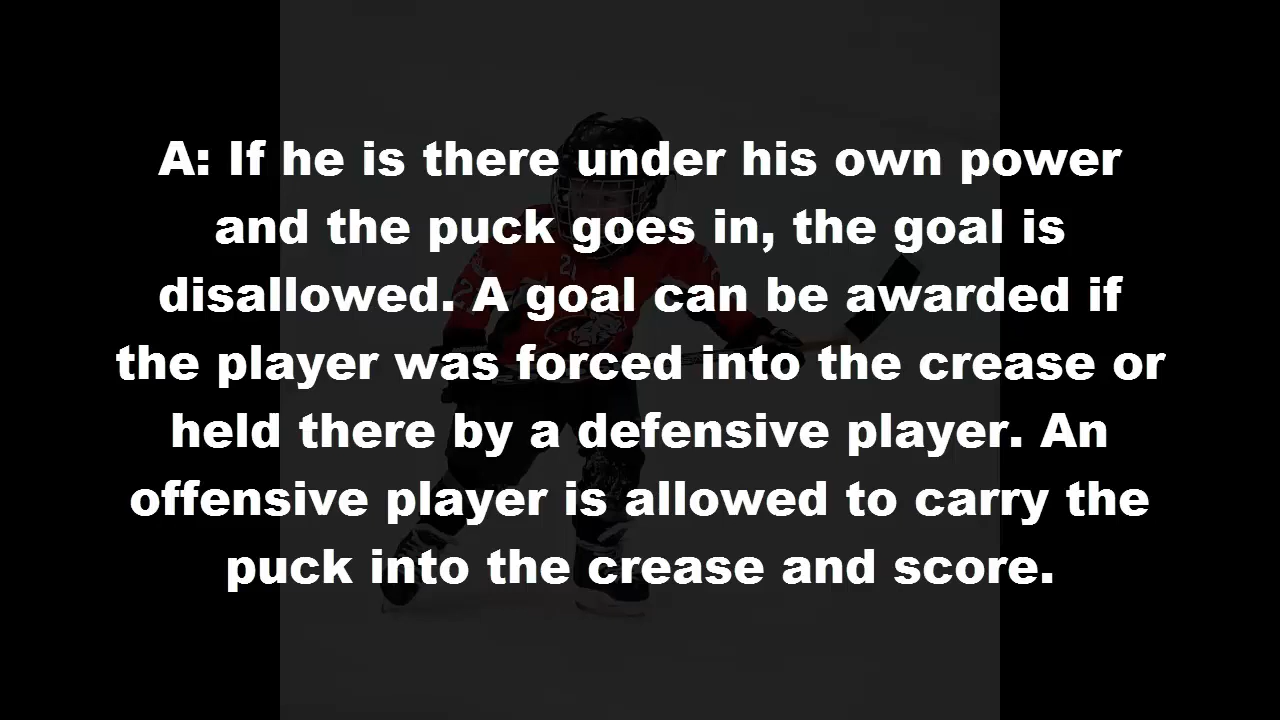 A: If he is there under his own power
and the puck goes in, the goal is
disallowed. A goal can be awarded if
the player was forced into the crease or
held there by a defensive player. An
offensive player is allowed to carry the
puck into the crease and score.
21